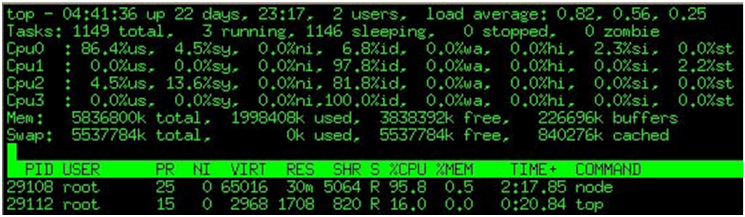 top - 04:41:36 up 22 days, 23:17, 2 users, load average: 0.82, 0.56, 0.25
Tasks: 1149 total, 3 running, 1146 sleeping, 0 stopped, 0 zombie
Cpu0 : 86.4%us, 4.5%sy, 0.0%ni, 6.8%id, 0.0%wa, 0.0%hi, 2.3%si, 0.0%st
Cpu1 : 0.0%us, 0.0%sy, 0.0%ni, 97.8%id, 0.0%wa, 0.0%hi, 0.0%si, 2.2%st
Cpu2 : 4.5%us, 13.6%sy, 0.0%ni, 81.8%id, 0.0%wa, 0.0%hi, 0.0%si, 0.0%st
Cpu3 : 0.0%us, 0.0%sy, 0.0%ni,100.0%id, 0.0%wa, 0.0%hi, 0.0%si, 0.0%st
Mem: 5836800k total, 1998408k used, 3838392k free, 226696k buffers
Swap: 5537784k total, 0k used, 5537784k free, 840276k cached
PID USER PR NI VIRT RES SHR S %CPU %MEM TIME+ COMMAND
29108 root 25 0 65016 30m 5064 R 95.8 0.5 2:17.85 node
29112 root 15 0 2968 1708 820 R 16.0 0.0 0:20.84 top